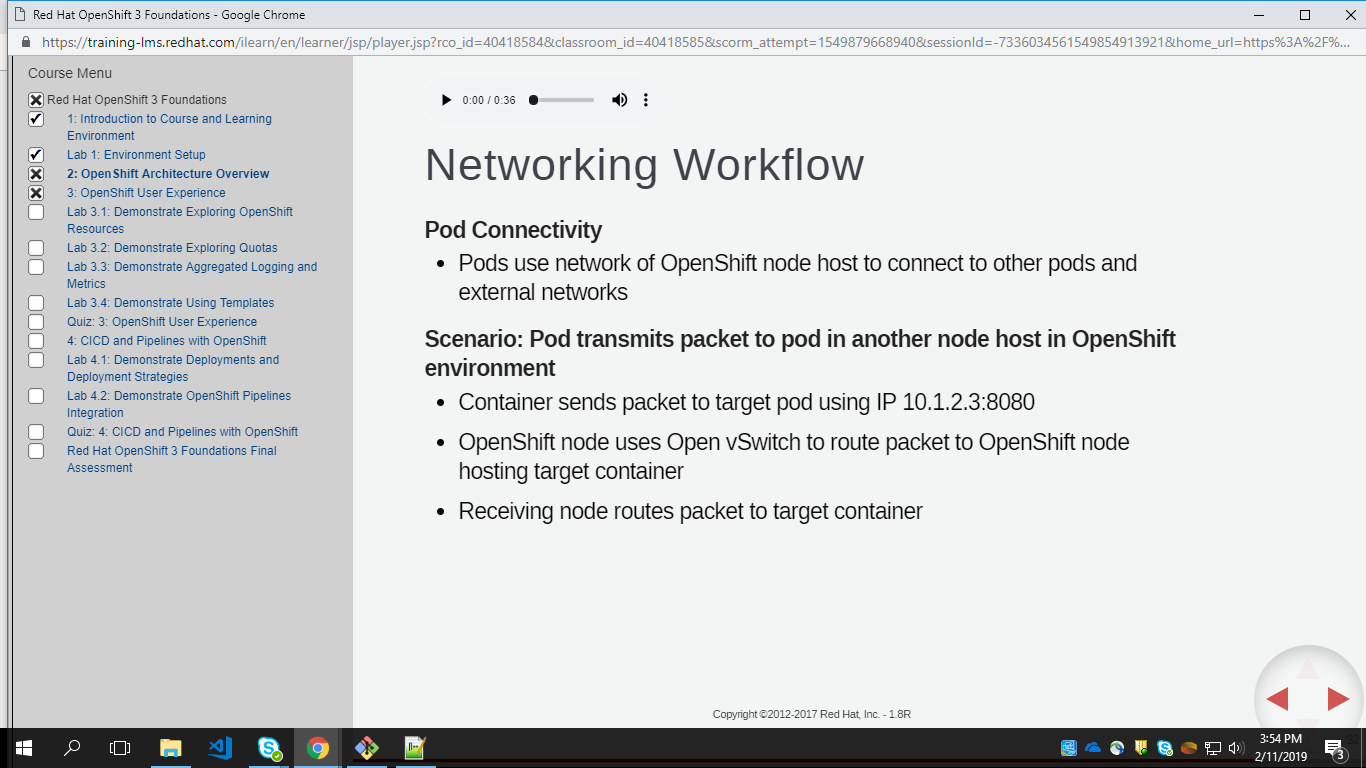 Red Hat OpenShift 3 Foundations - Google Chrome
https://training-lms.redhat.com/ilearn/en/learner/jsp/player.jsp?rco_id=40418584&classroom_id=40418585&scorm_attempt=1549879668940&sessionId=-7336034561549854913921&home_url=https%3A%2F%...
Course Menu
Red Hat OpenShift 3 Foundations
1: Introduction to Course and Learning
Environment
Lab 1: Environment Setup
2: OpenShift Architecture Overview
3: OpenShift User Experience
Lab 3.1: Demonstrate Exploring OpenShift
Resources
Lab 3.2: Demonstrate Exploring Quotas
Lab 3.3: Demonstrate Aggregated Logging and
Metrics
Lab 3.4: Demonstrate Using Templates
Quiz: 3: OpenShift User Experience
4: CICD and Pipelines with OpenShift
Lab 4.1: Demonstrate Deployments and
Deployment Strategies
Lab 4.2: Demonstrate OpenShift Pipelines
Integration
Quiz: 4: CICD and Pipelines with OpenShift
Red Hat OpenShift 3 Foundations Final
Assessment
0:00 / 0:36
Networking Workflow
Pod Connectivity
• Pods use network of OpenShift node host to connect to other pods and
external networks
Scenario: Pod transmits packet to pod in another node host in OpenShift
environment
• Container sends packet to target pod using IP 10.1.2.3:8080
• OpenShift node uses Open vSwitch to route packet to OpenShift node
hosting target container
• Receiving node routes packet to target container
Copyright ©2012-2017 Red Hat, Inc. - 1.8R
3:54 PM
2/11/2019
3